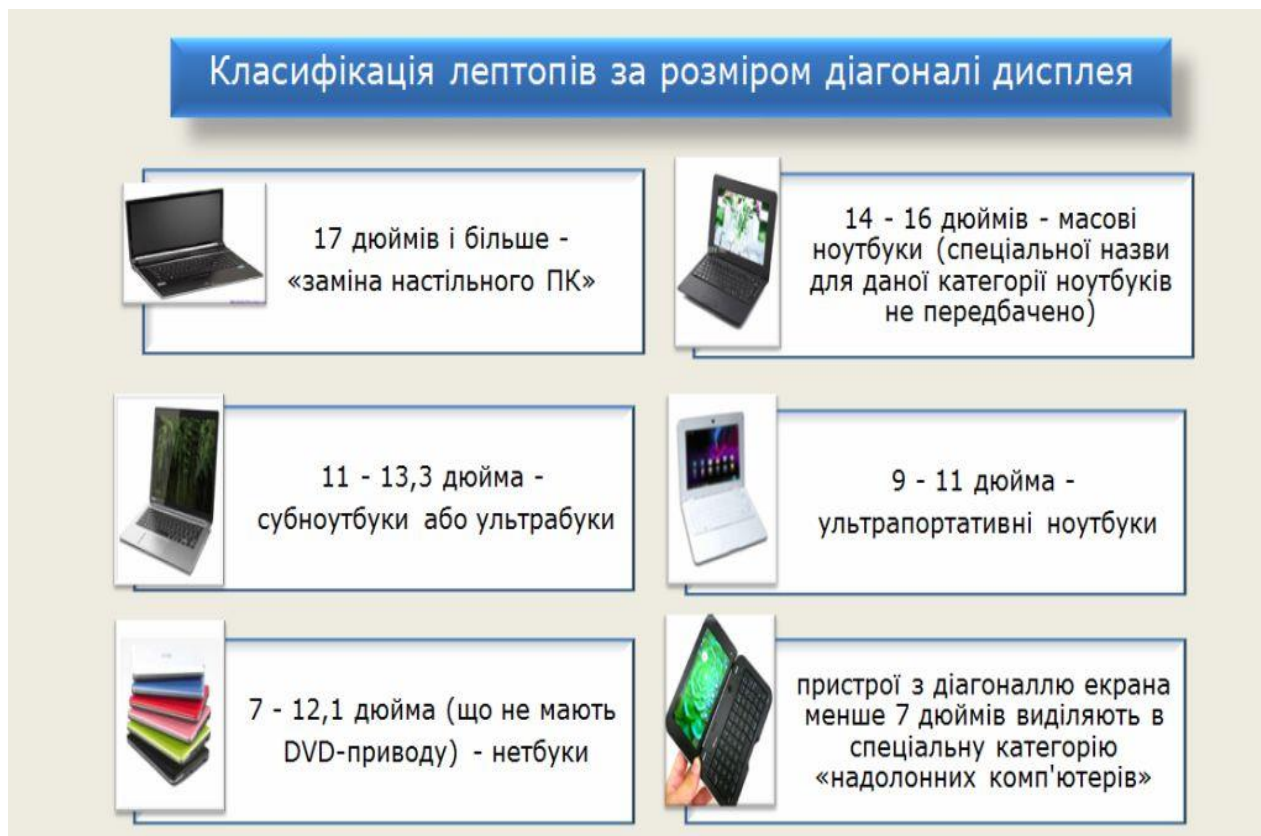 Класифікація лептопів за розміром діагоналі дисплея
17 дюймів і більше -
«заміна настільного ПК»
14 - 16 дюймів - масові
ноутбуки (спеціальної назви
для даної категорії ноутбуків
не передбачено)
11 - 13,3 дюйма -
субноутбуки або ультрабуки
9 - 11 дюйма -
ультрапортативні ноутбуки
7 - 12,1 дюйма (що не мають
DVD-приводу) - нетбуки
пристрої з діагоналлю екрана
менше 7 дюймів виділяють в
спеціальну категорію
«надолонних комп'ютерів»